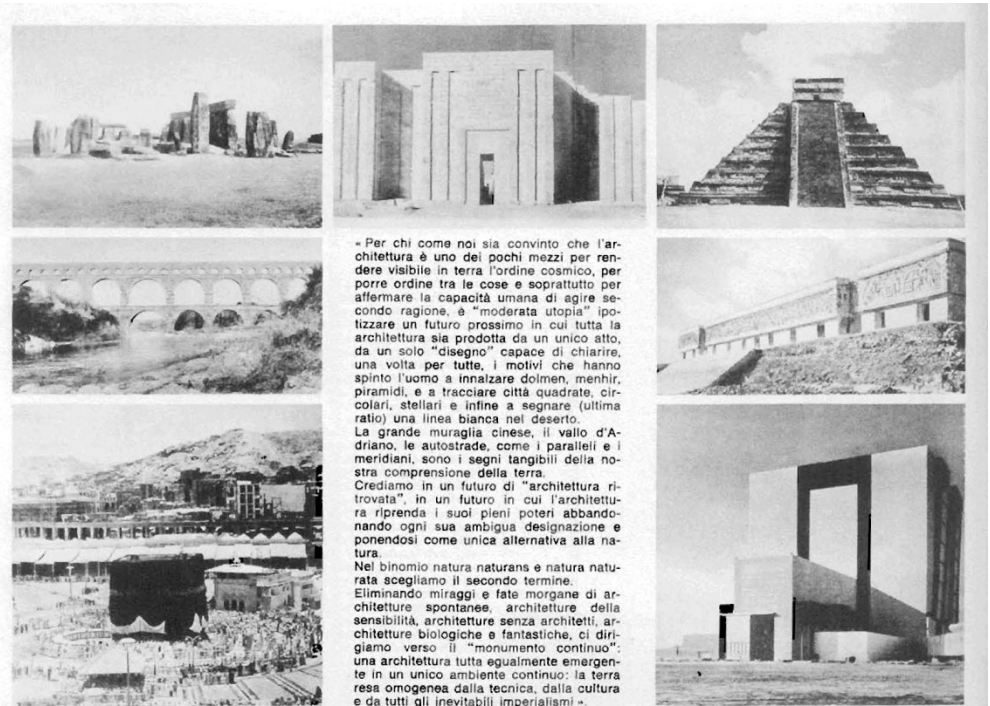 « Per chi come noi sia convinto che l'ar-
chitettura è uno dei pochi mezzi per ren-
dere visibile in terra l'ordine cosmico, per
porre ordine tra le cose e soprattutto per
affermare la capacità umana di agire se-
condo ragione, è "moderata utopia" ipo-
tizzare un futuro prossimo in cui tutta la
architettura sia prodotta da un unico atto,
da un solo "disegno" capace di chiarire,
una volta per tutte, i motivi che hanno
spinto l'uomo a innalzare dolmen, menhir,
piramidi, e a tracciare città quadrate, cir-
colari, stellari e infine a segnare (ultima
ratio) una linea bianca nel deserto.
La grande muraglia cinese, il vallo d'A-
driano, le autostrade, come i paralleli e i
meridiani, sono i segni tangibili della no-
stra comprensione della terra.
Crediamo in un futuro di "architettura ri-
trovata", in un futuro in cui l'architettu-
ra riprenda i suoi pieni poteri abbando-
nando ogni sua ambigua designazione e
ponendosi come unica alternativa alla na-
tura.
Nel binomio natura naturans e natura natu-
rata scegliamo il secondo termine.
Eliminando miraggi e fate morgane di ar-
chitetture spontanee, architetture della
sensibilità, architetture senza architetti, ar-
chitetture biologiche e fantastiche, ci diri-
giamo verso il "monumento continuo":
una architettura tutta egualmente emergen-
te in un unico ambiente continuo: la terra
resa omogenea dalla tecnica, dalla cultura
e da tutti gli inevitabili imperialismi ».